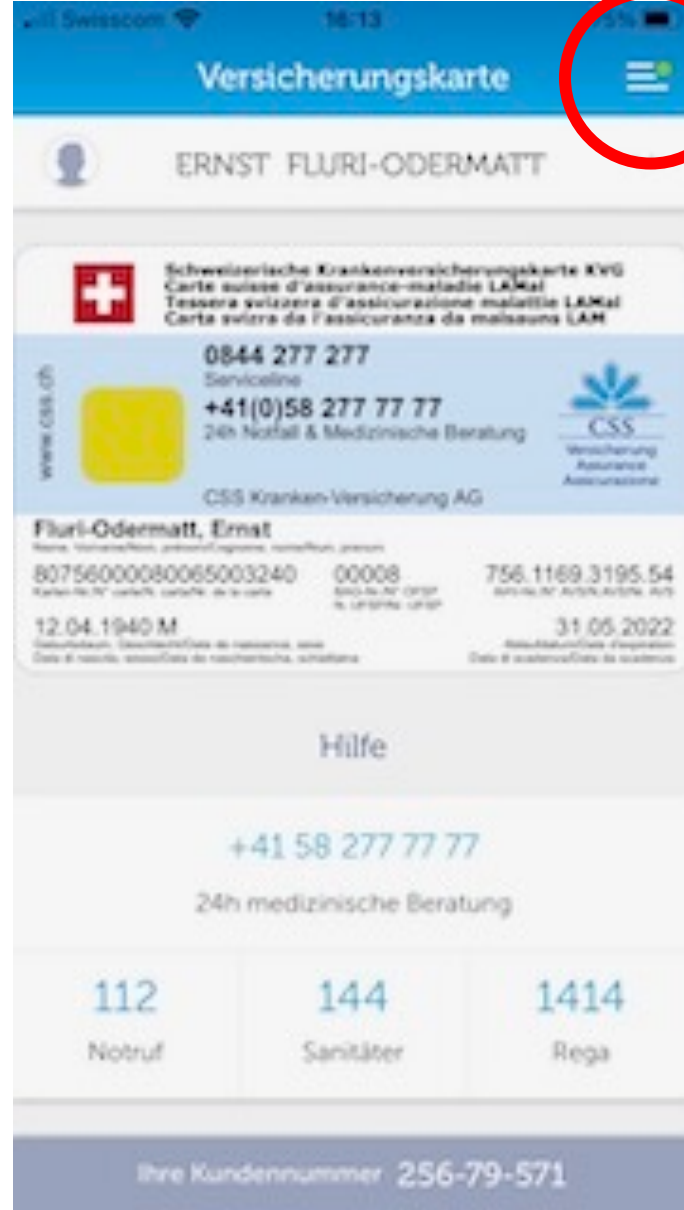 Swisscom 16:13 75%
Versicherungskarte
ERNST FLURI-ODERMATT
Schweizerische Krankenversicherungskarte KVG
Carte suisse d'assurance-maladie LAMal
Tessera svizzera d'assicurazione malattie LAMal
Carta svizra da l'assicuranza da malsauns LAM
www.css.ch
0844 277 277
Serviceline
+41(0)58 277 77 77
24h Notfall & Medizinische Beratung
CSS
Versicherung
Assurance
Assicurazione
CSS Kranken-Versicherung AG
Fluri-Odermatt, Ernst
80756000080065003240 00008 756.1169.3195.54
12.04.1940 M 31.05.2022
Hilfe
+41 58 277 77 77
24h medizinische Beratung
112 144 1414
Notruf Sanitäter Rega
Ihre Kundennummer 256-79-571